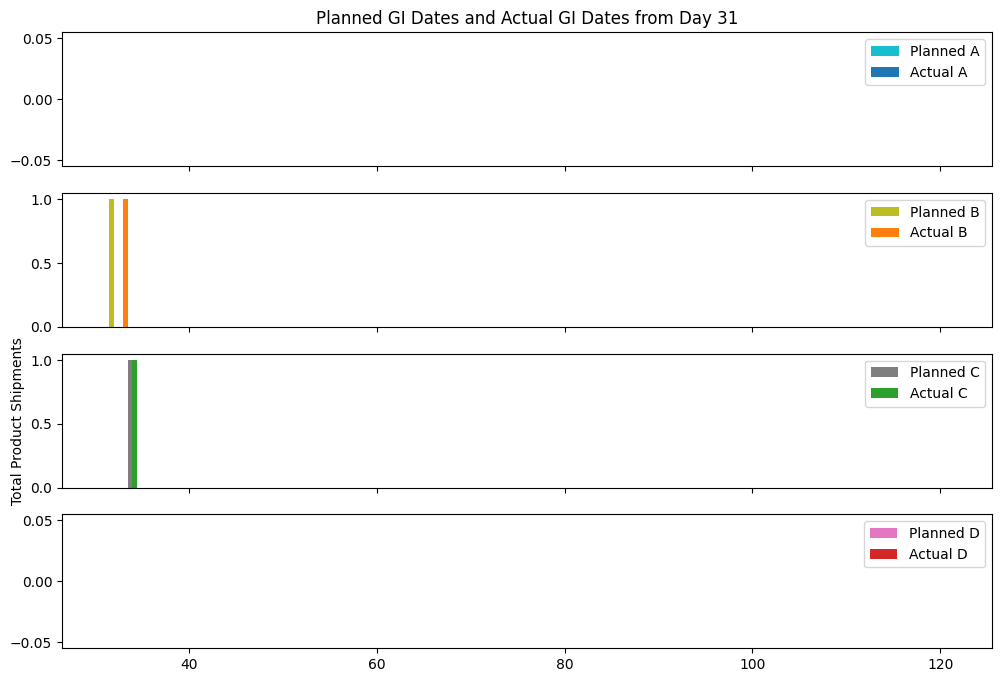 Planned GI Dates and Actual GI Dates from Day 31
0.05
0.00
−0.05
Planned A
Actual A
1.0
0.5
0.0
Planned B
Actual B
Total Product Shipments
1.0
0.5
0.0
Planned C
Actual C
0.05
0.00
−0.05
Planned D
Actual D
40 60 80 100 120